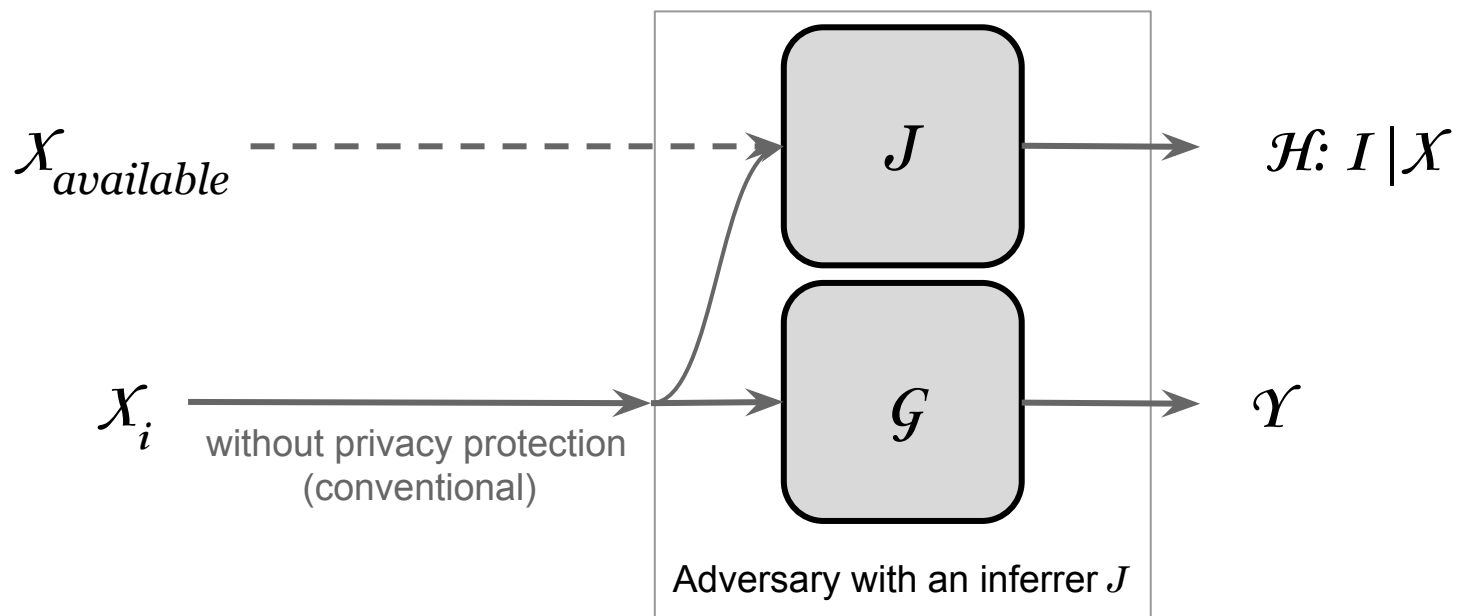 X_available
J
H: I | X
X_i
without privacy protection
(conventional)
G
Y
Adversary with an inferrer J